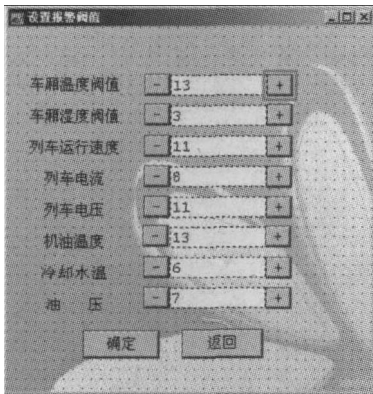 设置报警阀值
车厢温度阀值 - 13 +
车厢湿度阀值 - 3 +
列车运行速度 - 11 +
列车电流 - 8 +
列车电压 - 11 +
机油温度 - 13 +
冷却水温 - 6 +
油 压 - 7 +
确定 返回